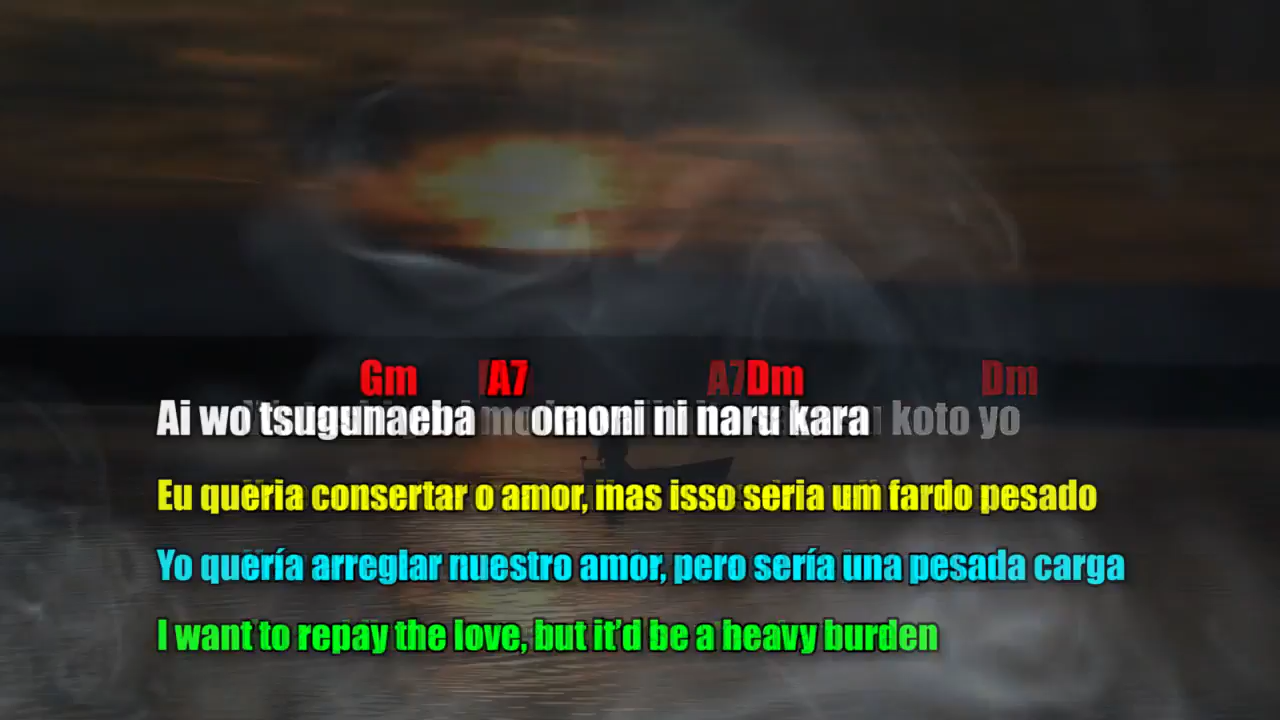 Gm A7 A7 Dm Dm
Ai wo tsugunaeba omoni ni naru kara koto yo
Eu queria consertar o amor, mas isso seria um fardo pesado
Yo quería arreglar nuestro amor, pero sería una pesada carga
I want to repay the love, but it'd be a heavy burden